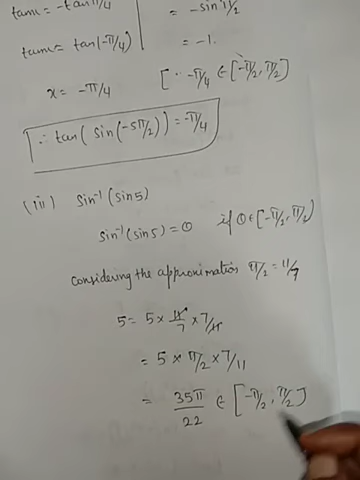 tanx = -tan π/4
= -sin π/2
tanx = tan(-π/4)
= -1.
x = -π/4
[∵ -π/4 ∈ [-π/2, π/2]
∴ tan( sin(-5π/2)) = -π/4
(iii) sin⁻¹(sin5)
sin⁻¹(sin5) = θ if θ ∈ [-π/2, π/2]
Considering the approximation π/2 = 11/7
5 = 5 × 11/7 × 7/11
= 5 × π/2 × 7/11
= 35π/22 ∈ [-π/2, π/2]